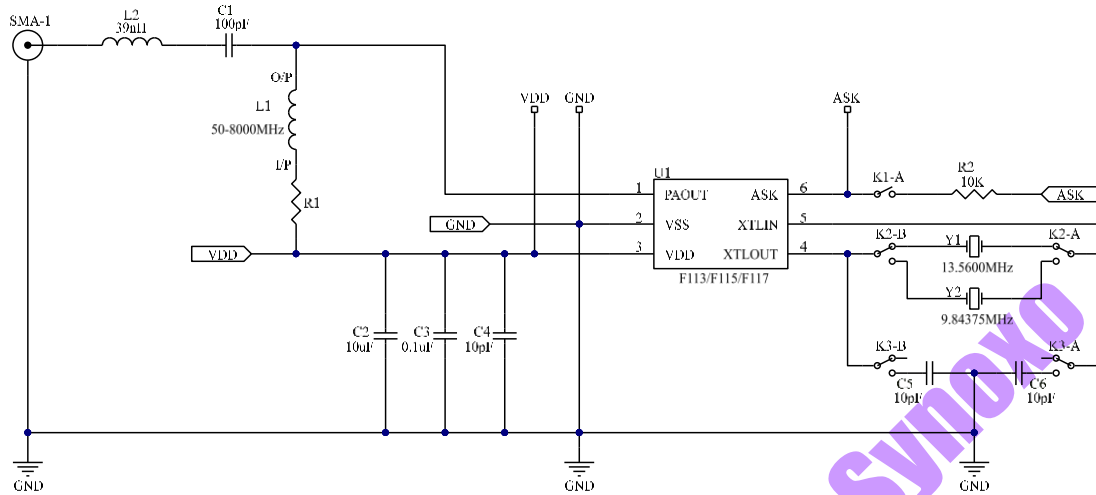 SMA-1
L2
39nH
C1
100pF
O/P
L1
50-8000MHz
I/P
R1
VDD
GND
ASK
VDD
GND
C2
10uF
C3
0.1uF
C4
10pF
U1
1
PAOUT
ASK
6
2
VSS
XTLIN
5
3
VDD
XTLOUT
4
F113/F115/F117
K1-A
R2
10K
ASK
K2-B
Y1
13.5600MHz
K2-A
Y2
9.84375MHz
K3-B
K3-A
C5
10pF
C6
10pF
GND
GND
GND
Synoxo